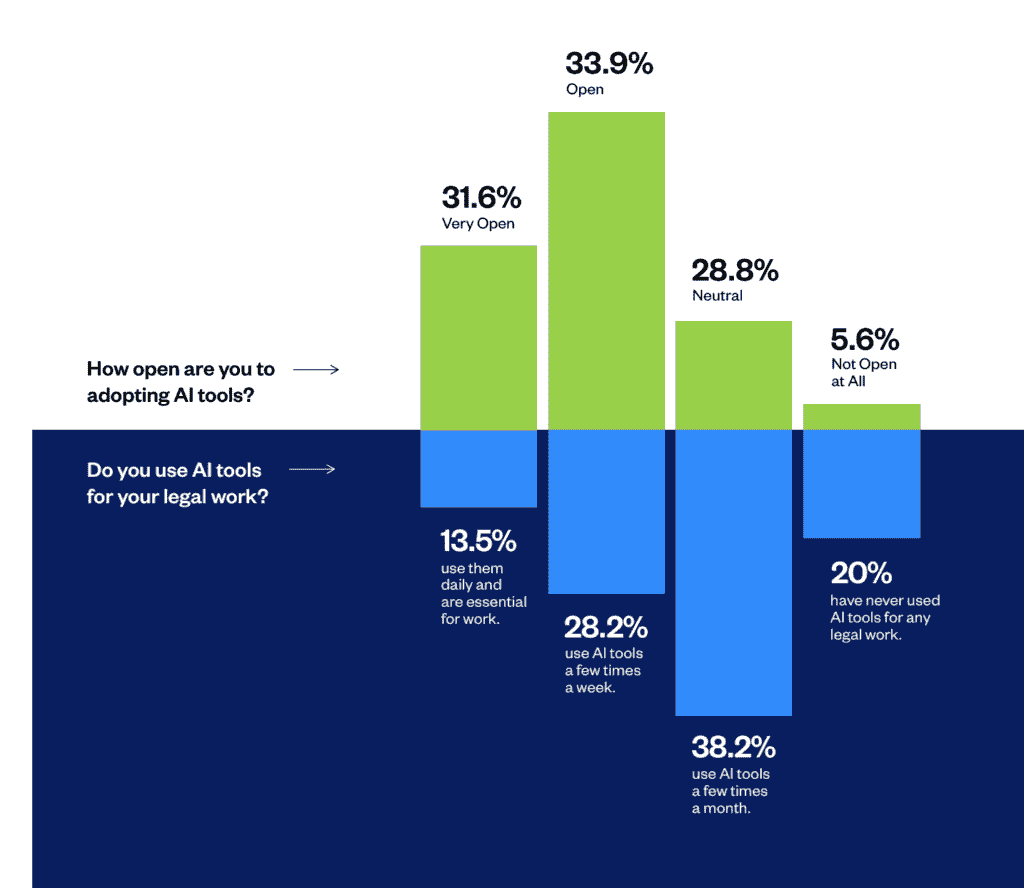 33.9%
Open
31.6%
Very Open
28.8%
Neutral
5.6%
Not Open
at All
How open are you to
adopting AI tools?
Do you use AI tools
for your legal work?
13.5%
use them
daily and
are essential
for work.
28.2%
use AI tools
a few times
a week.
38.2%
use AI tools
a few times
a month.
20%
have never used
AI tools for any
legal work.